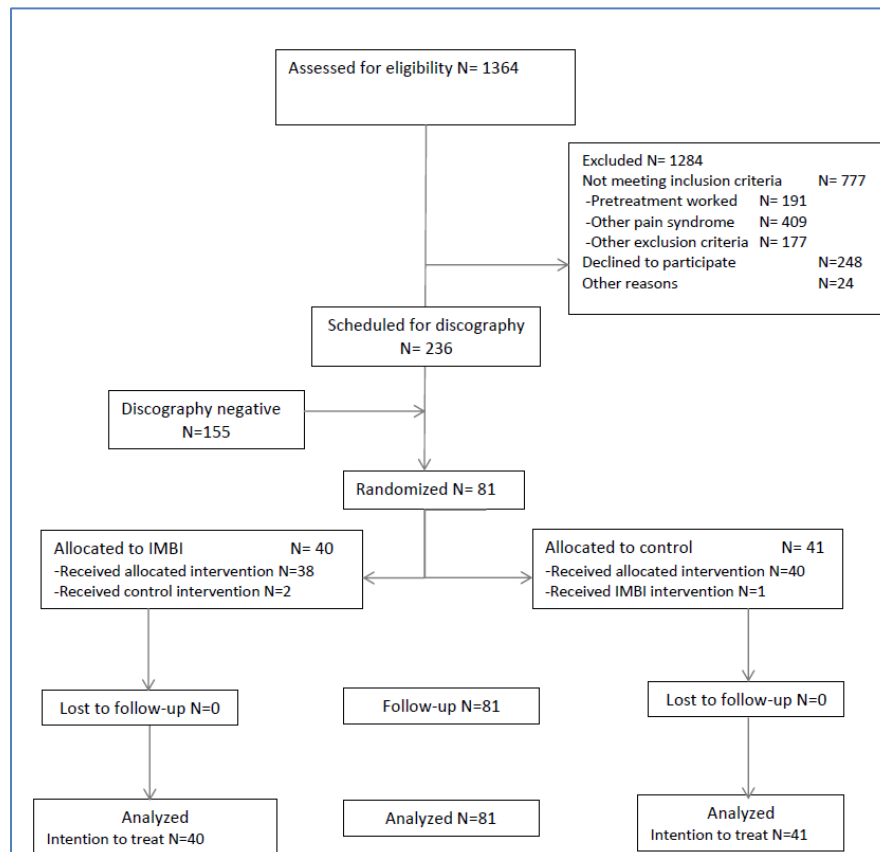 Assessed for eligibility N= 1364
Excluded N= 1284
Not meeting inclusion criteria N= 777
-Pretreatment worked N= 191
-Other pain syndrome N= 409
-Other exclusion criteria N= 177
Declined to participate N=248
Other reasons N=24
Scheduled for discography
N= 236
Discography negative
N=155
Randomized N= 81
Allocated to IMBI N= 40
-Received allocated intervention N=38
-Received control intervention N=2
Allocated to control N= 41
-Received allocated intervention N=40
-Received IMBI intervention N=1
Lost to follow-up N=0
Follow-up N=81
Lost to follow-up N=0
Analyzed
Intention to treat N=40
Analyzed N=81
Analyzed
Intention to treat N=41